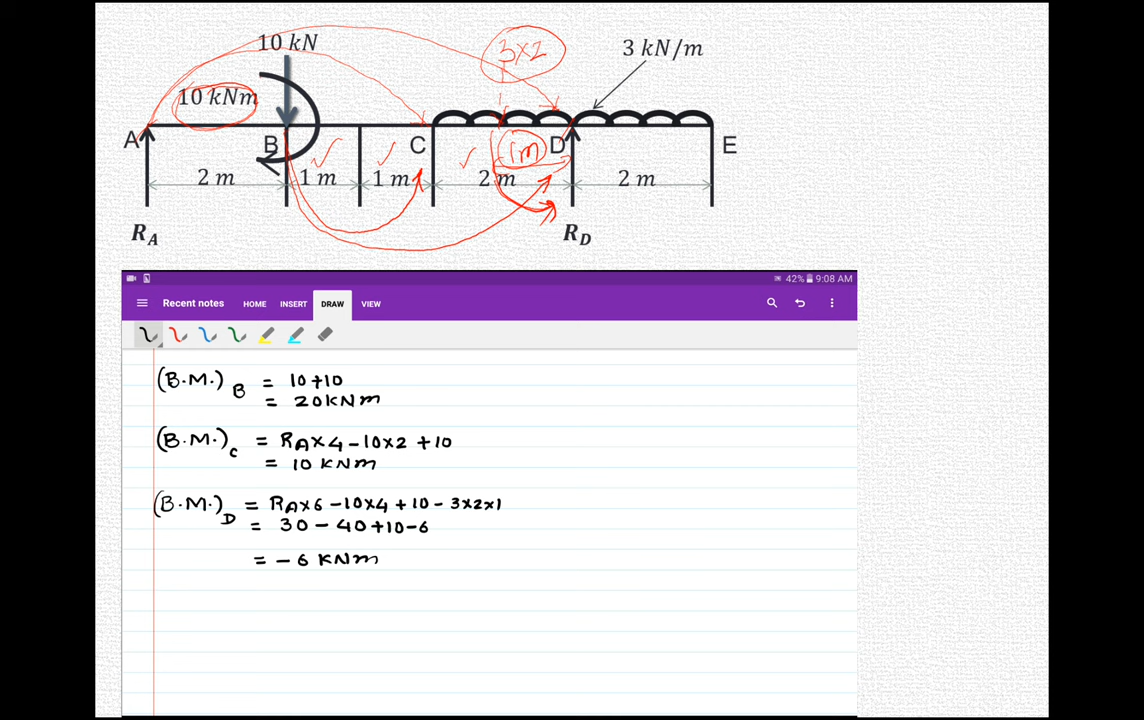 10 kN
3×2
3 kN/m
10 kNm
A
B
C
1m
D
E
2 m
1 m
1 m
2 m
2 m
R_A
R_D
42% 9:08 AM
Recent notes HOME INSERT DRAW VIEW
(B.M.)_B = 10+10
= 20KNm
(B.M.)_C = R_A×4 -10×2 +10
= 10 KNm
(B.M.)_D = R_A×6 -10×4 +10 - 3×2×1
= 30 - 40 +10-6
= - 6 KNm